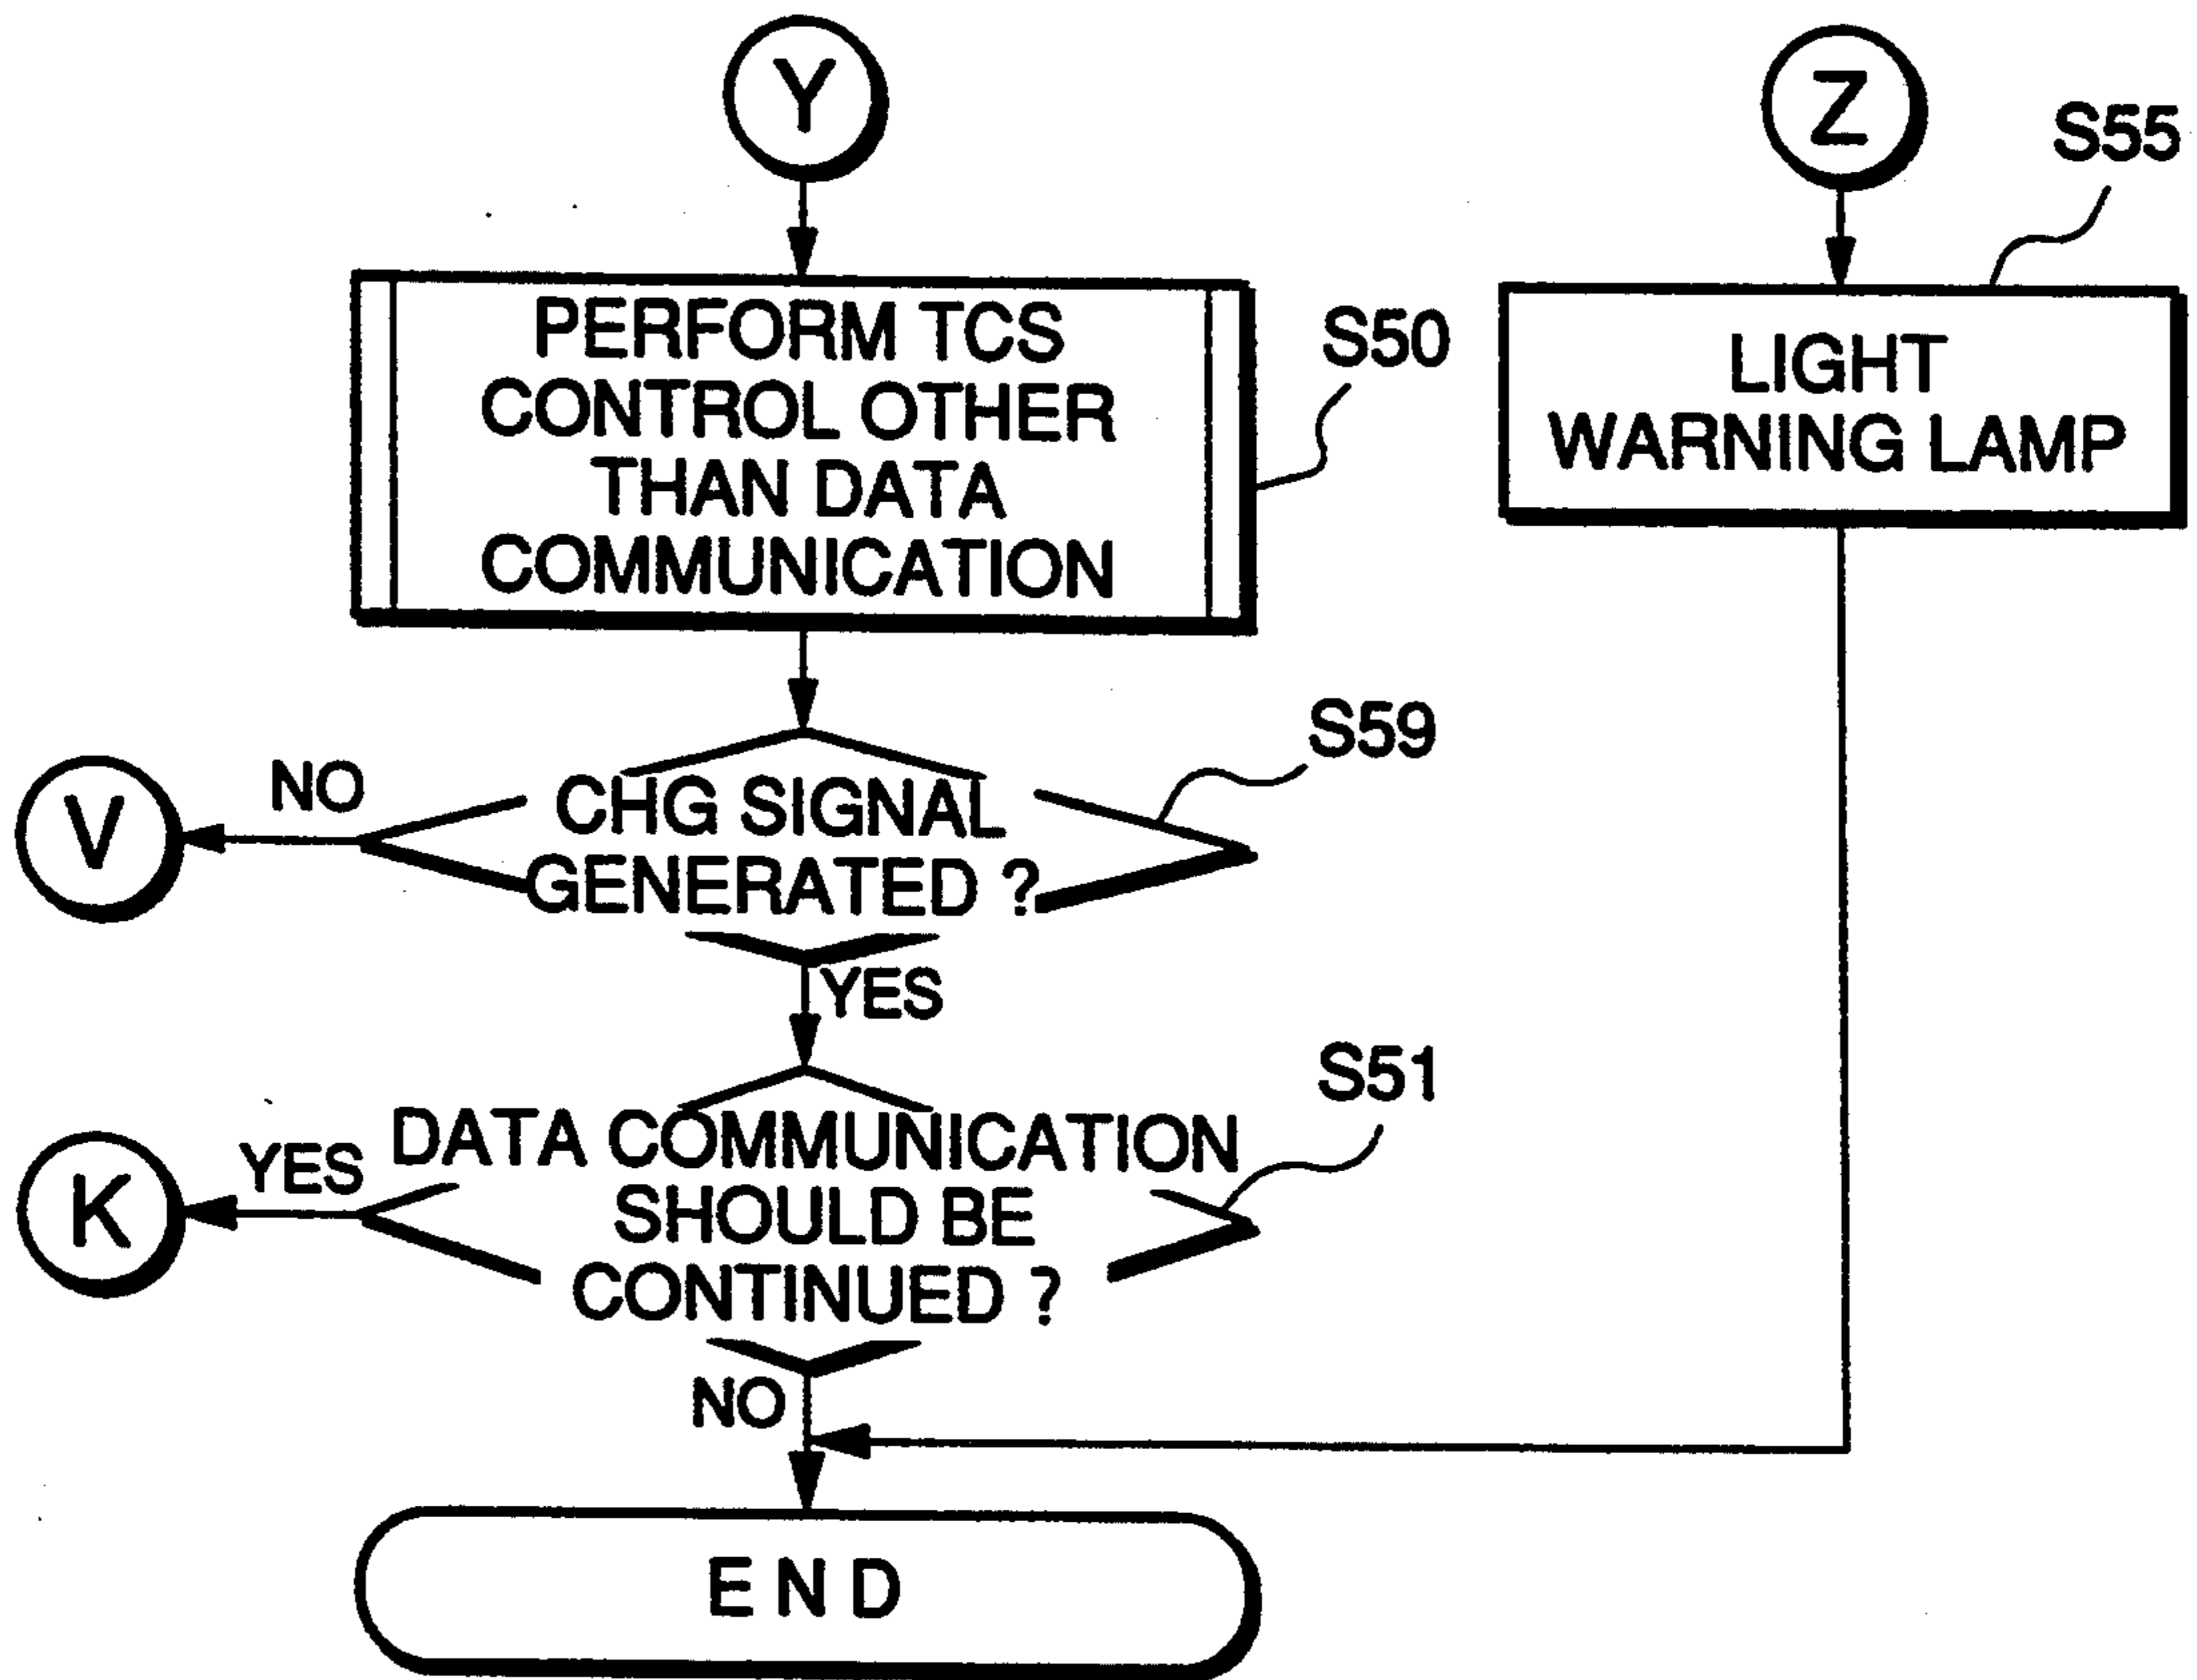 Y
Z
S55
PERFORM TCS
CONTROL OTHER
THAN DATA
COMMUNICATION
S50
LIGHT
WARNING LAMP
S59
CHG SIGNAL
GENERATED ?
NO
V
YES
S51
DATA COMMUNICATION
SHOULD BE
CONTINUED ?
YES
K
NO
END